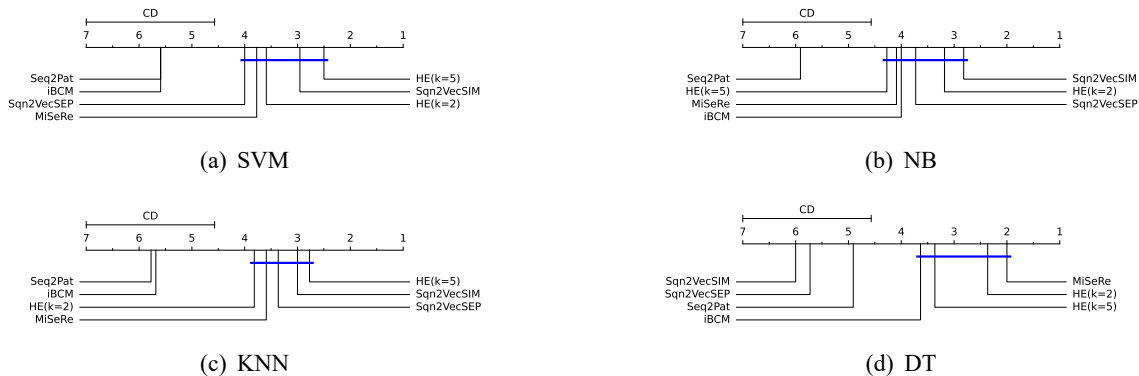 CD
7 6 5 4 3 2 1
Seq2Pat HE(k=5)
iBCM Sqn2VecSIM
Sqn2VecSEP HE(k=2)
MiSeRe
(a) SVM
CD
7 6 5 4 3 2 1
Seq2Pat Sqn2VecSIM
HE(k=5) HE(k=2)
MiSeRe Sqn2VecSEP
iBCM
(b) NB
CD
7 6 5 4 3 2 1
Seq2Pat HE(k=5)
iBCM Sqn2VecSIM
HE(k=2) Sqn2VecSEP
MiSeRe
(c) KNN
CD
7 6 5 4 3 2 1
Sqn2VecSIM MiSeRe
Sqn2VecSEP HE(k=2)
Seq2Pat HE(k=5)
iBCM
(d) DT